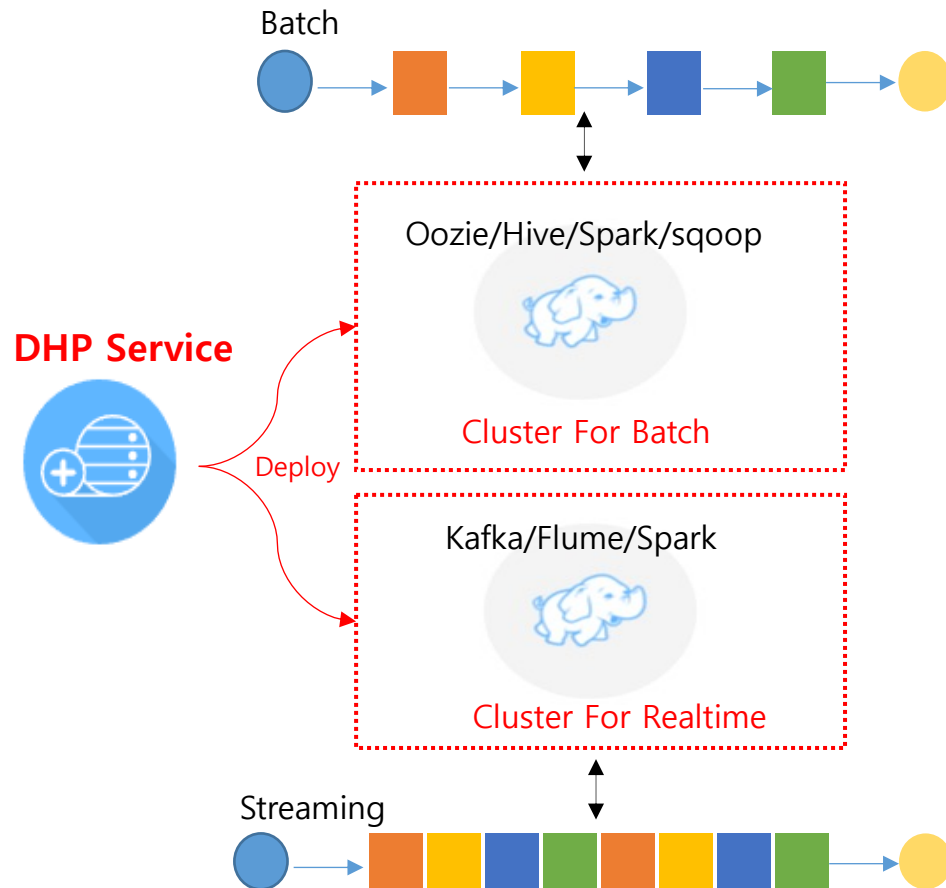 Batch
Oozie/Hive/Spark/sqoop
DHP Service
Cluster For Batch
Deploy
Kafka/Flume/Spark
Cluster For Realtime
Streaming